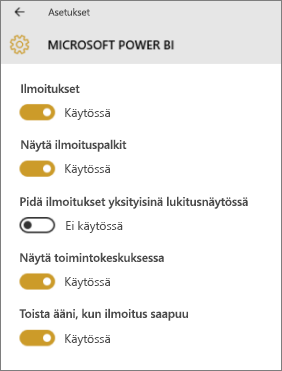 Asetukset
MICROSOFT POWER BI
Ilmoitukset
Käytössä
Näytä ilmoituspalkit
Käytössä
Pidä ilmoitukset yksityisinä lukitusnäytössä
Ei käytössä
Näytä toimintokeskuksessa
Käytössä
Toista ääni, kun ilmoitus saapuu
Käytössä